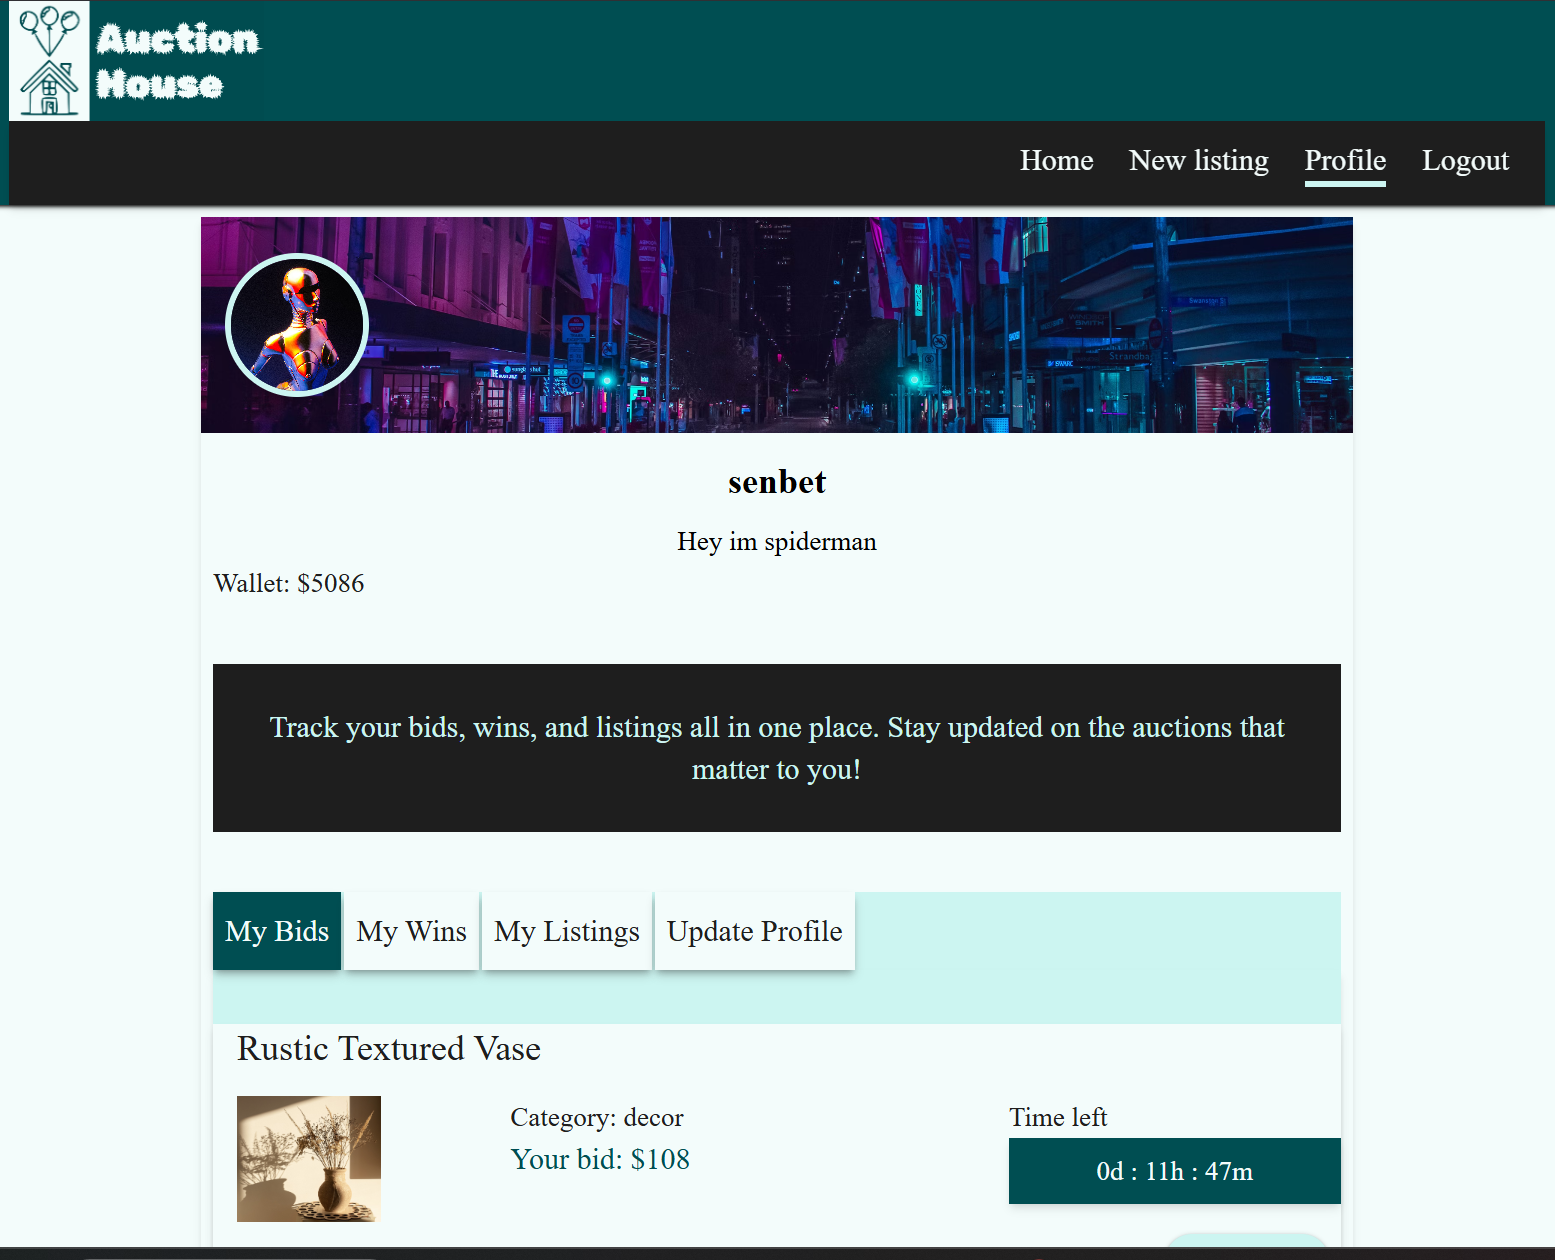 Auction
House
Home New listing Profile Logout
senbet
Hey im spiderman
Wallet: $5086
Track your bids, wins, and listings all in one place. Stay updated on the auctions that
matter to you!
My Bids My Wins My Listings Update Profile
Rustic Textured Vase
Category: decor
Your bid: $108
Time left
0d : 11h : 47m